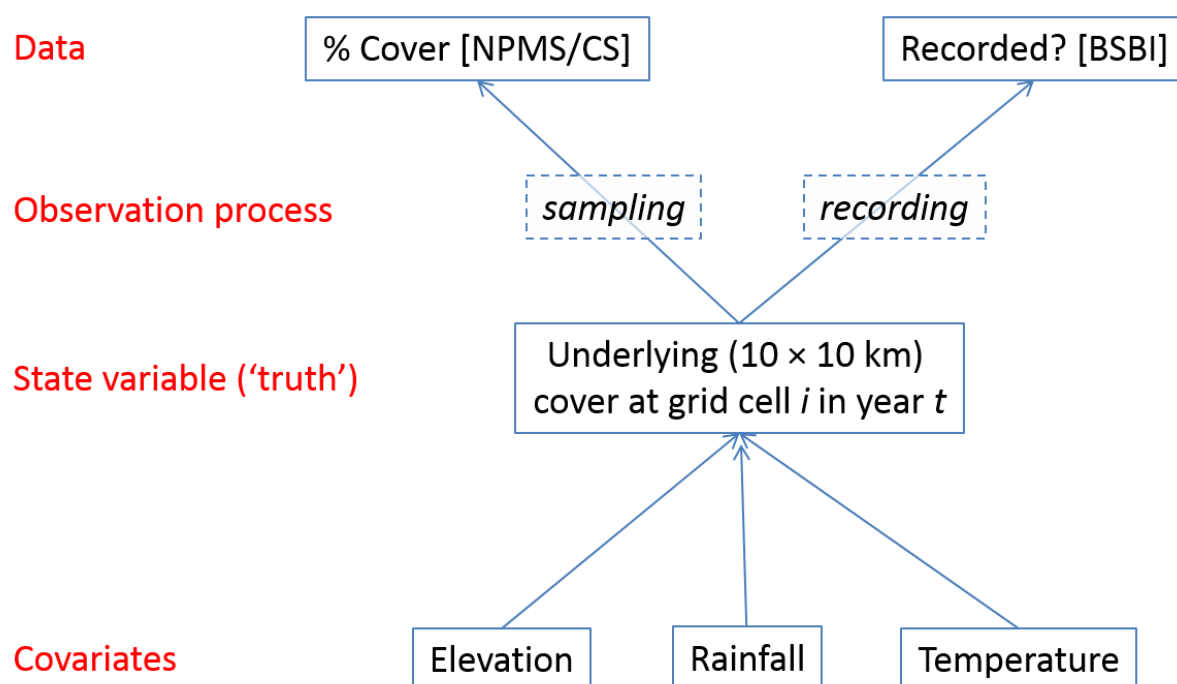 Data
% Cover [NPMS/CS]
Recorded? [BSBI]
Observation process
sampling
recording
State variable (‘truth’)
Underlying (10 × 10 km)
cover at grid cell i in year t
Covariates
Elevation
Rainfall
Temperature